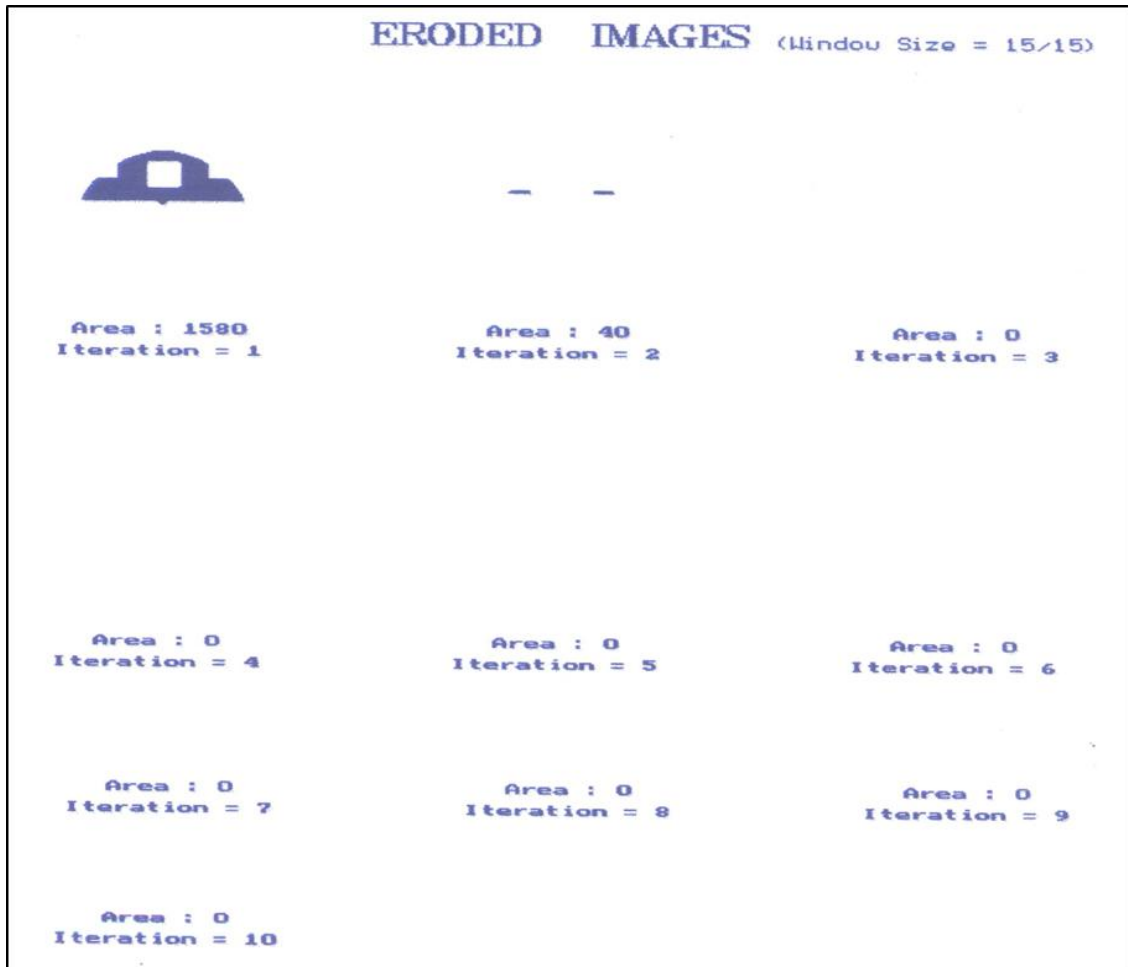 ERODED IMAGES (Window Size = 15/15)
Area : 1580
Iteration = 1
Area : 40
Iteration = 2
Area : 0
Iteration = 3
Area : 0
Iteration = 4
Area : 0
Iteration = 5
Area : 0
Iteration = 6
Area : 0
Iteration = 7
Area : 0
Iteration = 8
Area : 0
Iteration = 9
Area : 0
Iteration = 10